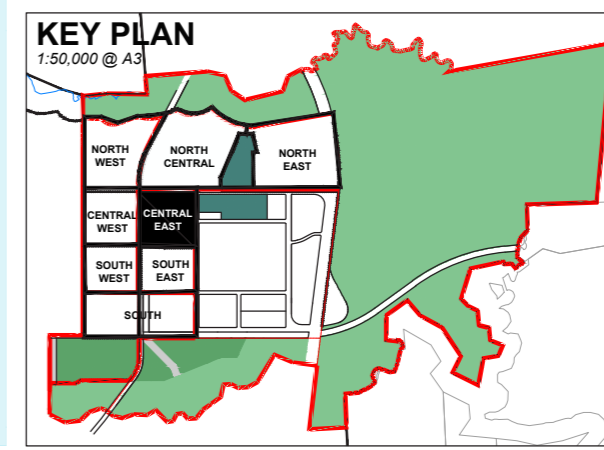 KEY PLAN
1:50,000 @ A3
NORTH
WEST
NORTH
CENTRAL
NORTH
EAST
CENTRAL
WEST
CENTRAL
EAST
SOUTH
WEST
SOUTH
EAST
SOUTH